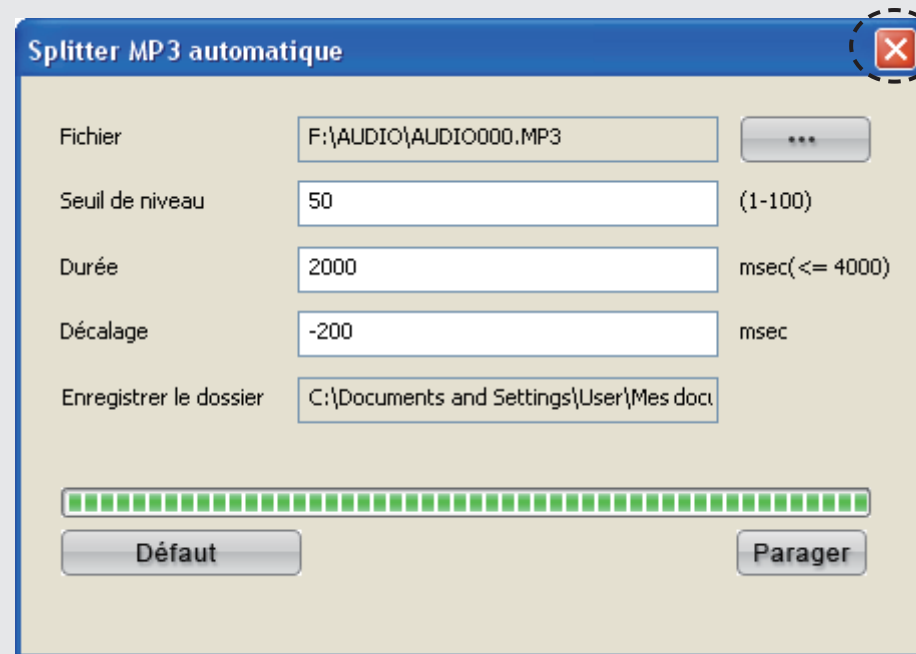 Splitter MP3 automatique
Fichier F:\AUDIO\AUDIO000.MP3 ...
Seuil de niveau 50 (1-100)
Durée 2000 msec(<= 4000)
Décalage -200 msec
Enregistrer le dossier C:\Documents and Settings\User\Mes docu
Défaut Parager